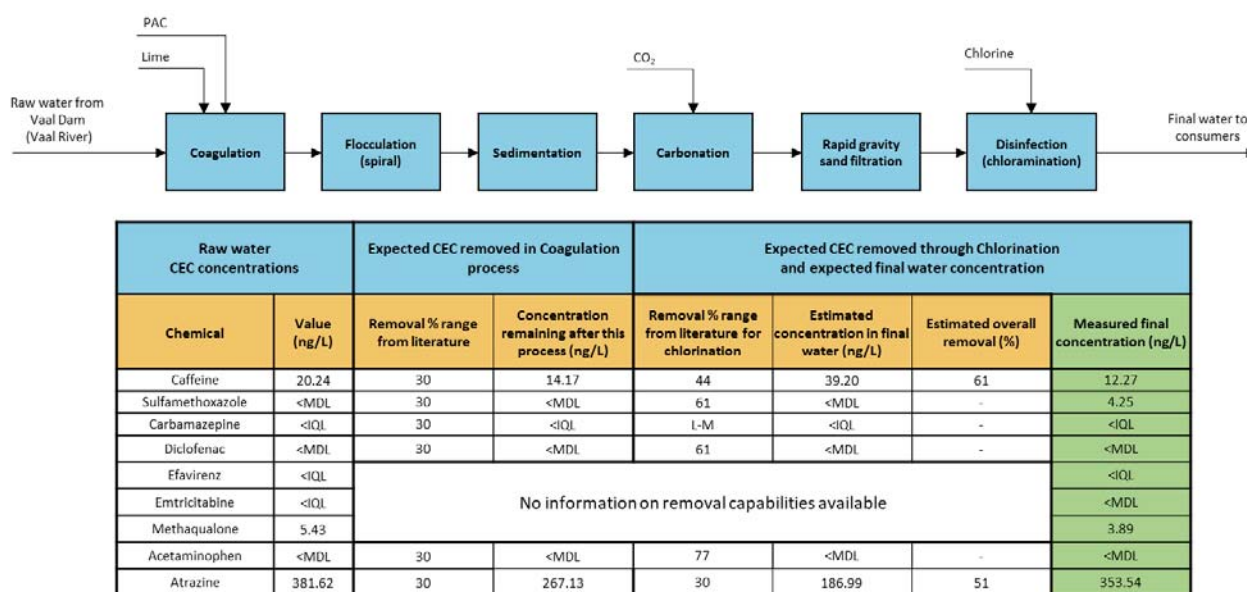 PAC
Lime
CO₂
Chlorine
Raw water from
Vaal Dam
(Vaal River)
Coagulation
Flocculation
(spiral)
Sedimentation
Carbonation
Rapid gravity
sand filtration
Disinfection
(chloramination)
Final water to
consumers
Raw water
CEC concentrations
Expected CEC removed in Coagulation
process
Expected CEC removed through Chlorination
and expected final water concentration
Chemical
Value
(ng/L)
Removal % range
from literature
Concentration
remaining after this
process (ng/L)
Removal % range
from literature for
chlorination
Estimated
concentration in final
water (ng/L)
Estimated overall
removal (%)
Measured final
concentration (ng/L)
Caffeine 20.24 30 14.17 44 39.20 61 12.27
Sulfamethoxazole <MDL 30 <MDL 61 <MDL - 4.25
Carbamazepine <IQL 30 <IQL L-M <IQL - <IQL
Diclofenac <MDL 30 <MDL 61 <MDL - <MDL
Efavirenz <IQL <IQL
Emtricitabine <IQL No information on removal capabilities available <MDL
Methaqualone 5.43 3.89
Acetaminophen <MDL 30 <MDL 77 <MDL - <MDL
Atrazine 381.62 30 267.13 30 186.99 51 353.54